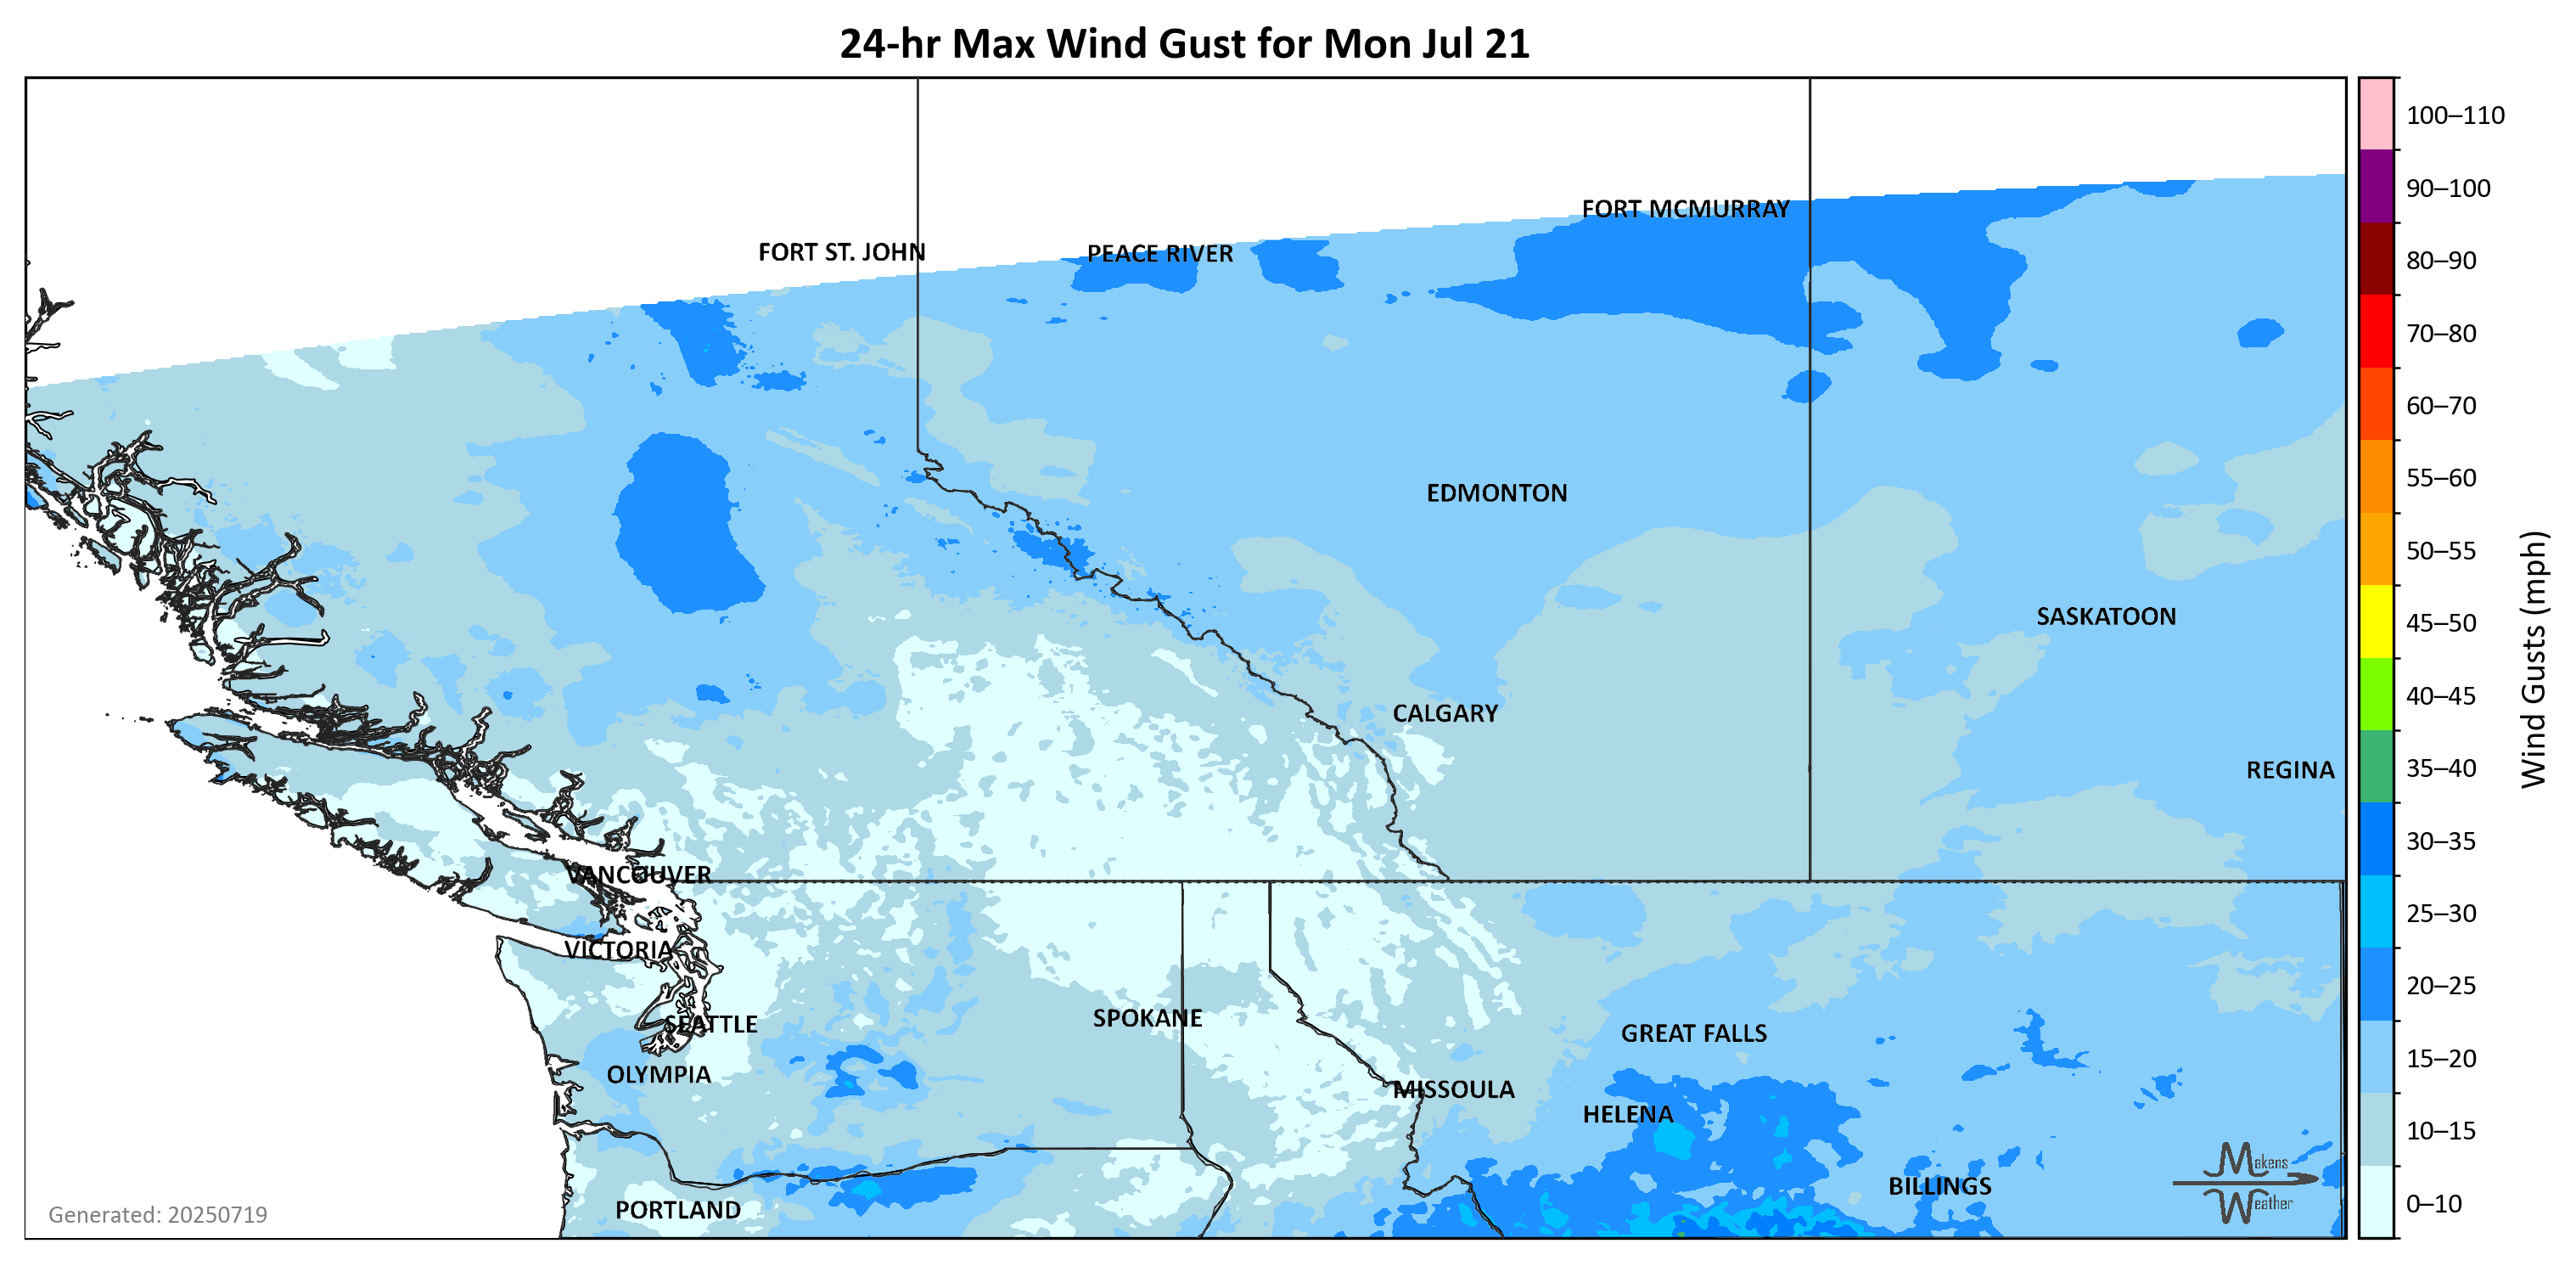 24-hr Max Wind Gust for Mon Jul 21
100–110
90–100
80–90
70–80
60–70
55–60
50–55
45–50
40–45
35–40
30–35
25–30
20–25
15–20
10–15
0–10
Wind Gusts (mph)
FORT MCMURRAY
FORT ST. JOHN
PEACE RIVER
EDMONTON
SASKATOON
CALGARY
REGINA
VANCOUVER
VICTORIA
SEATTLE
SPOKANE
GREAT FALLS
OLYMPIA
MISSOULA
HELENA
BILLINGS
PORTLAND
Makens
Weather
Generated: 20250719